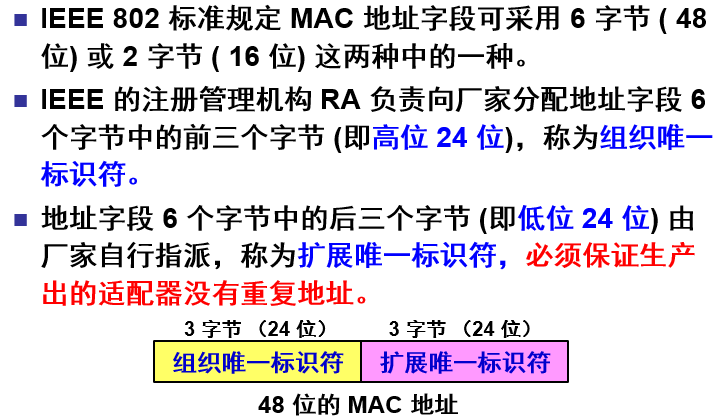 IEEE 802 标准规定 MAC 地址字段可采用 6 字节 ( 48
位) 或 2 字节 ( 16 位) 这两种中的一种。
IEEE 的注册管理机构 RA 负责向厂家分配地址字段 6
个字节中的前三个字节 (即高位 24 位)，称为组织唯一
标识符。
地址字段 6 个字节中的后三个字节 (即低位 24 位) 由
厂家自行指派，称为扩展唯一标识符，必须保证生产
出的适配器没有重复地址。
3 字节 （24 位） 3 字节 （24 位）
组织唯一标识符 扩展唯一标识符
48 位的 MAC 地址